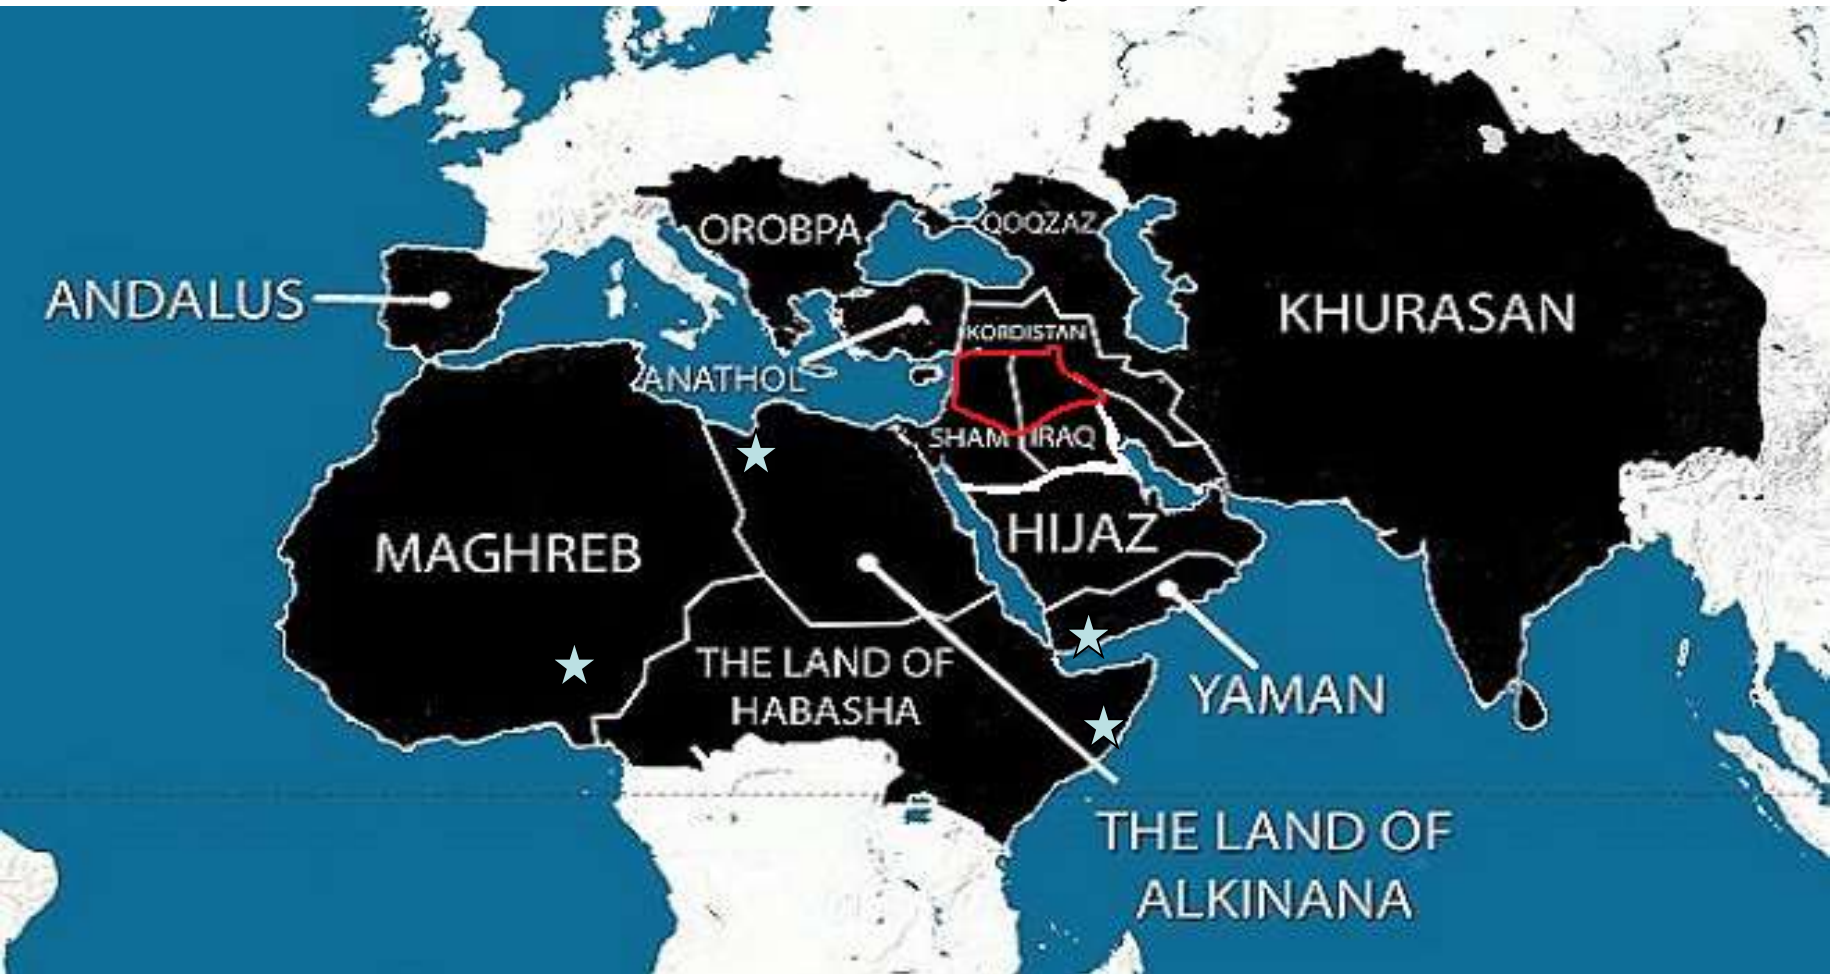 OROBPA
QOQZAZ
ANDALUS
KHURASAN
KORDISTAN
ANATHOL
SHAM
IRAQ
MAGHREB
HIJAZ
THE LAND OF
HABASHA
YAMAN
THE LAND OF
ALKINANA